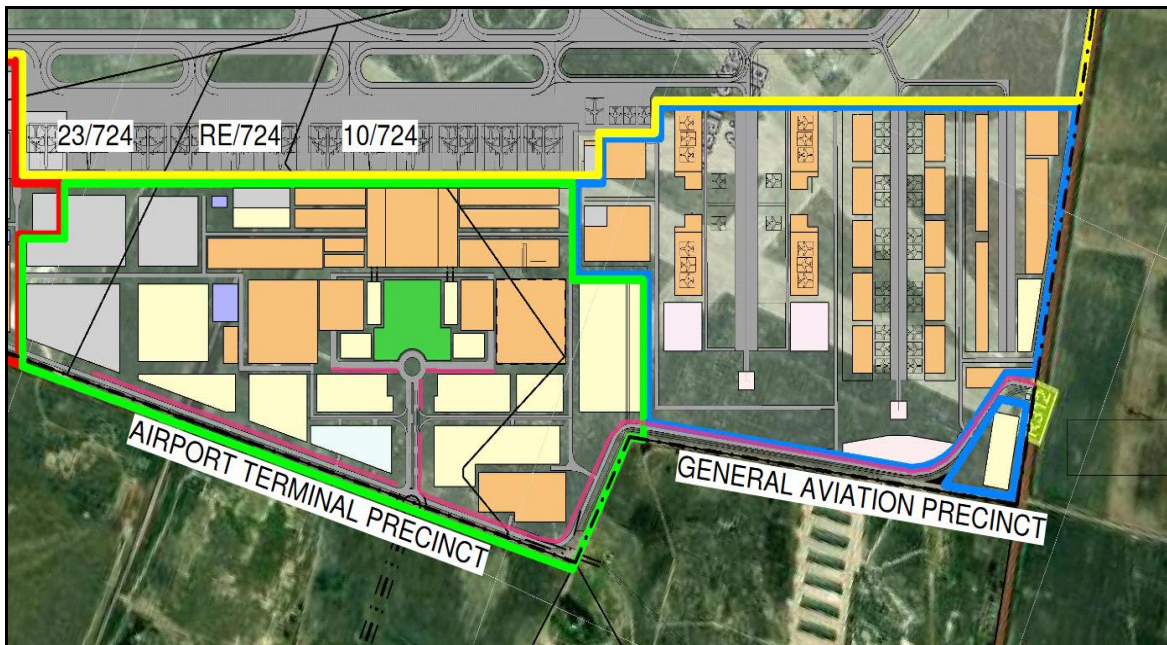 23/724
RE/724
10/724
AIRPORT TERMINAL PRECINCT
GENERAL AVIATION PRECINCT